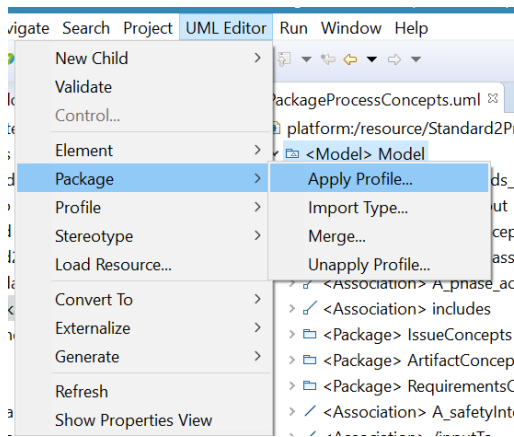 vigate Search Project UML Editor Run Window Help
New Child
Validate
PackageProcessConcepts.uml
Control...
platform:/resource/Standard2Pr
Element
<Model> Model
Package
Apply Profile...
Profile
Import Type...
Stereotype
Merge...
Load Resource...
Unapply Profile...
<Association> A_phase_ac
Convert To
<Association> includes
Externalize
<Package> IssueConcepts
Generate
<Package> ArtifactConcep
Refresh
<Package> RequirementsC
Show Properties View
<Association> A_safetyInte